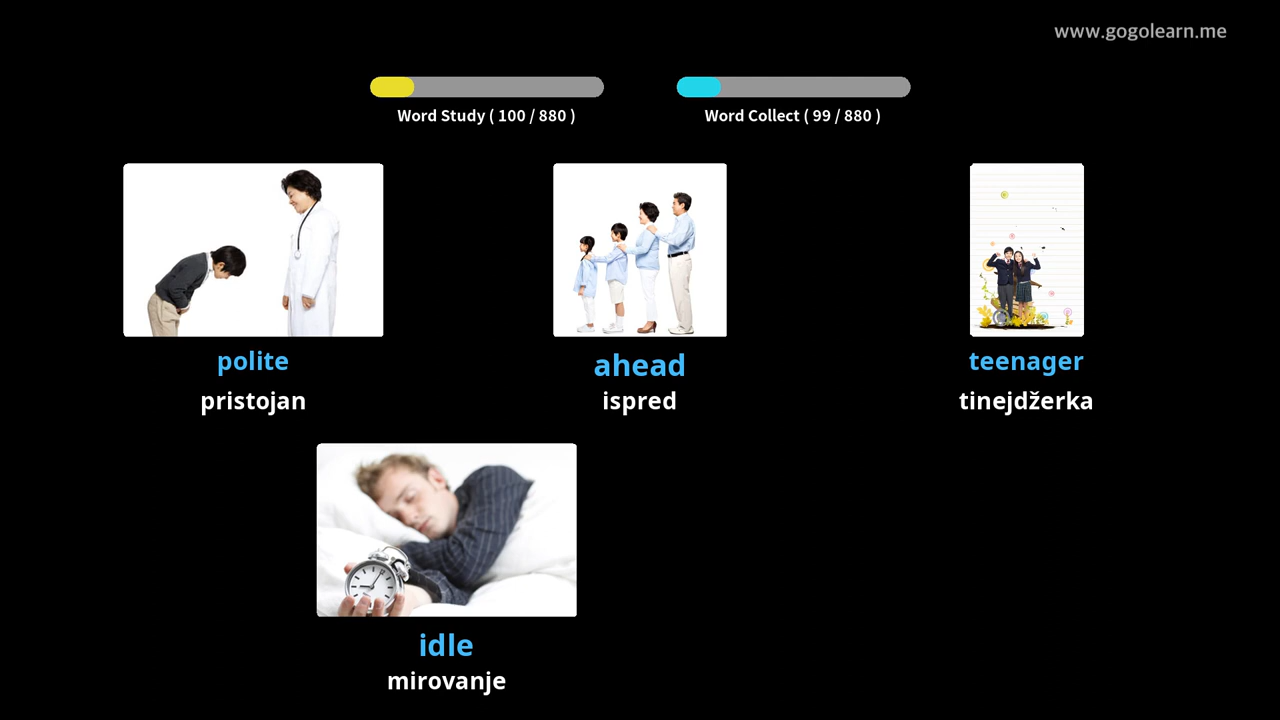 www.gogolearn.me
Word Study ( 100 / 880 )
Word Collect ( 99 / 880 )
polite
pristojan
ahead
ispred
teenager
tinejdžerka
idle
mirovanje